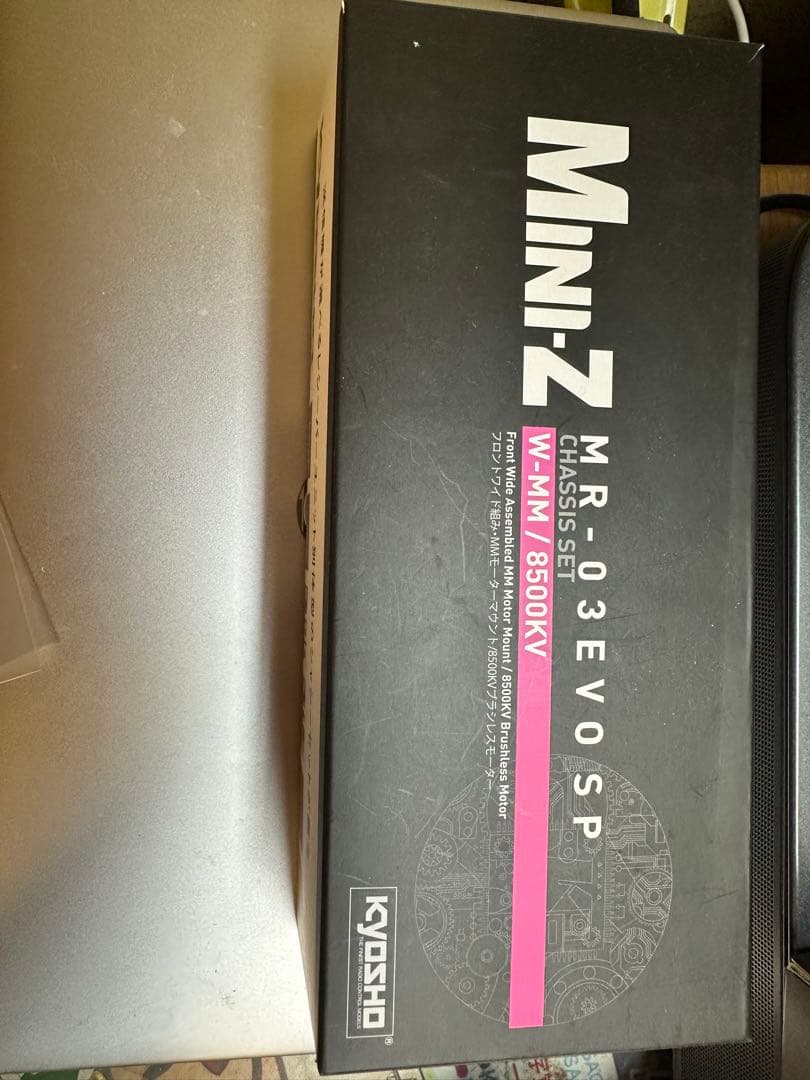 MINI-Z
MR-03EVO SP
CHASSIS SET
W-MM / 8500KV
Front Wide Assembled MM Motor Mount / 8500KV Brushless Motor
フロントワイド組み・MMモーターマウント/8500KVブラシレスモーター
KYOSHO®
THE FINEST RADIO CONTROL MODELS